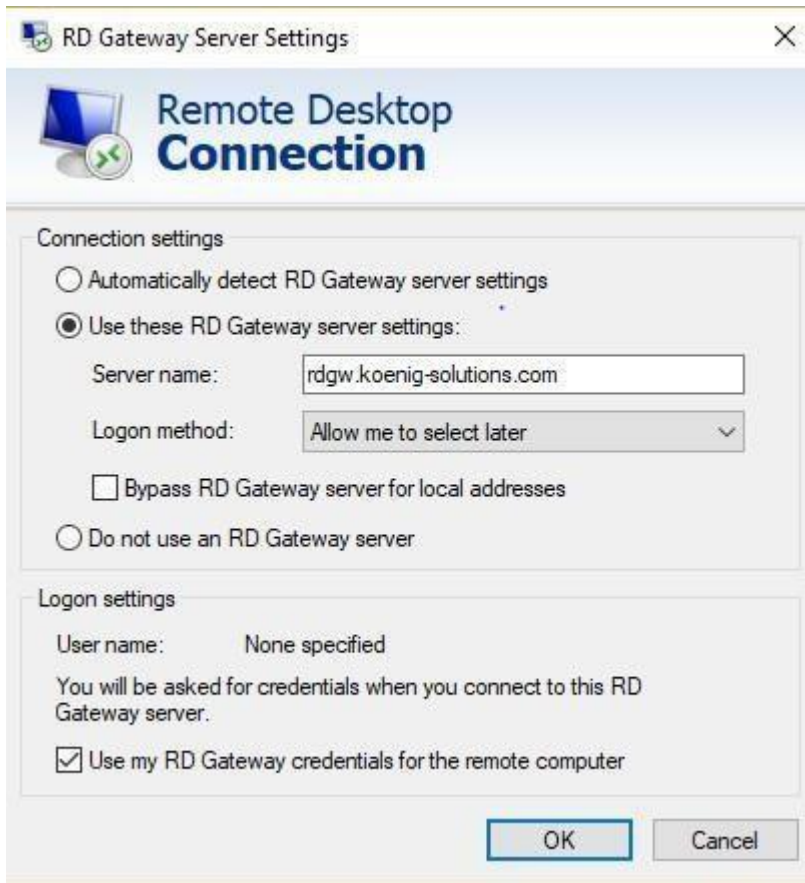 RD Gateway Server Settings
Remote Desktop
Connection
Connection settings
Automatically detect RD Gateway server settings
Use these RD Gateway server settings:
Server name: rdgw.koenig-solutions.com
Logon method: Allow me to select later
Bypass RD Gateway server for local addresses
Do not use an RD Gateway server
Logon settings
User name: None specified
You will be asked for credentials when you connect to this RD
Gateway server.
Use my RD Gateway credentials for the remote computer
OK Cancel